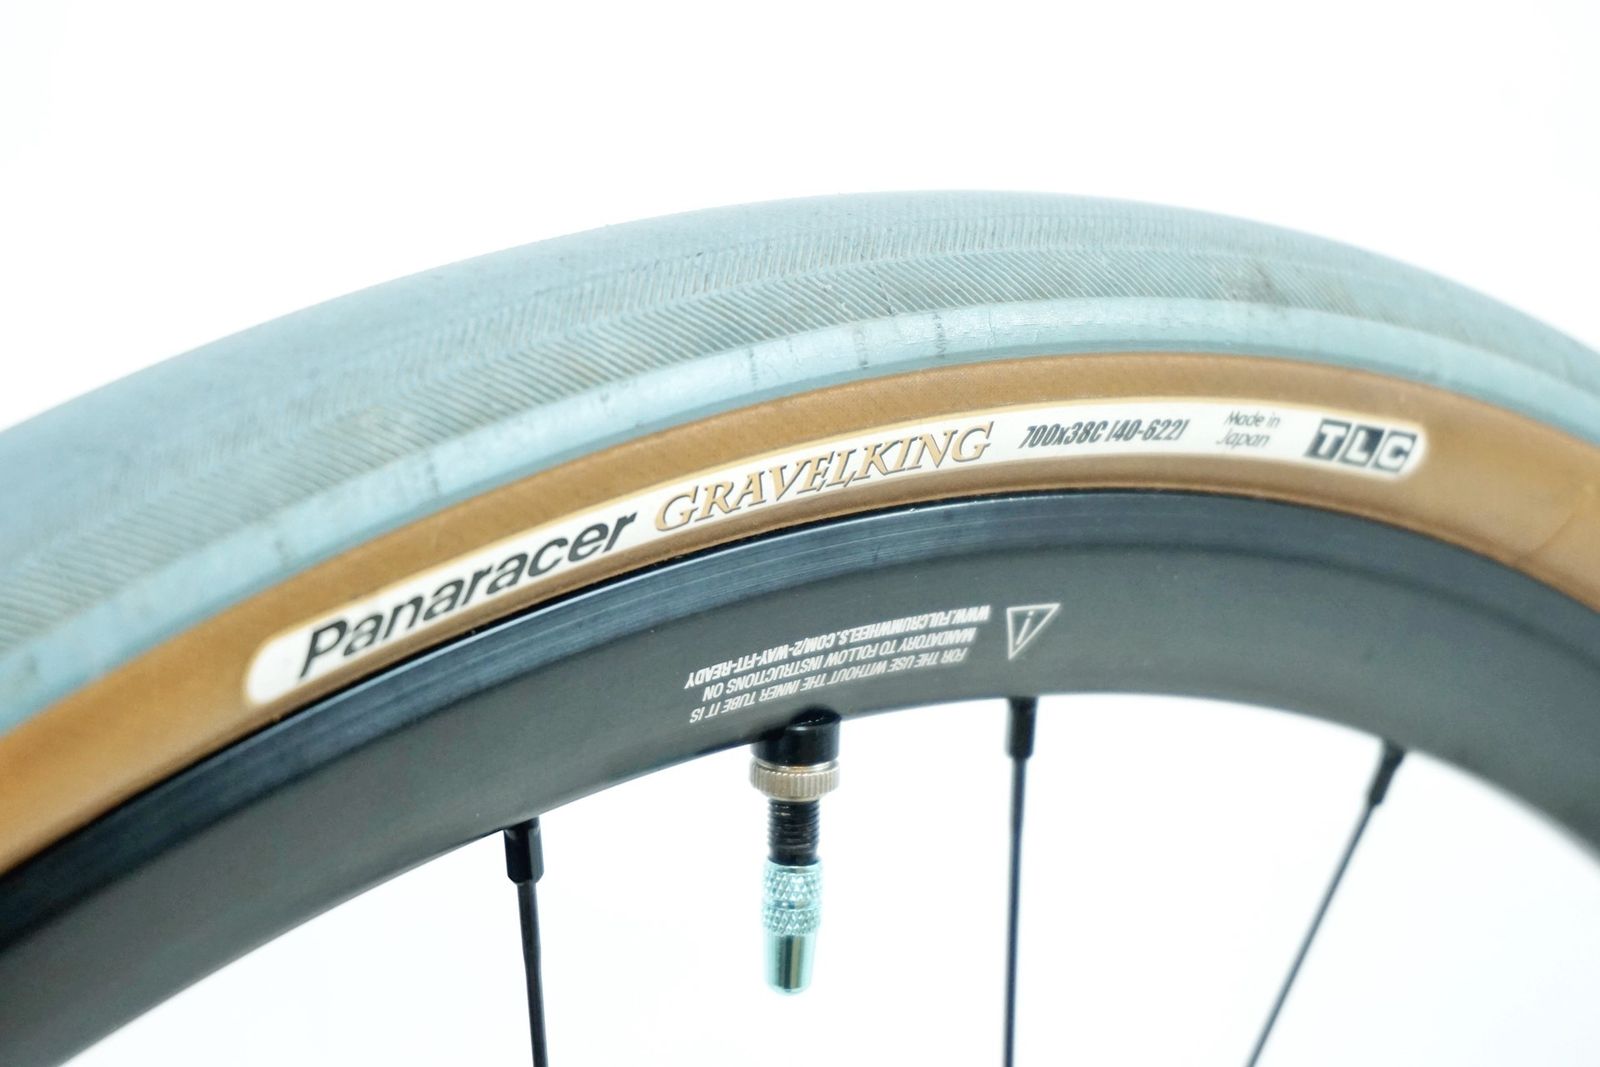 Panaracer GRAVELKING 700x38C (40-622) Made in Japan TLC
FOR THE USE WITHOUT THE INNER TUBE IT IS
MANDATORY TO FOLLOW INSTRUCTIONS ON
WWW.FULCRUMWHEELS.COM/2-WAY-FIT-READY
i